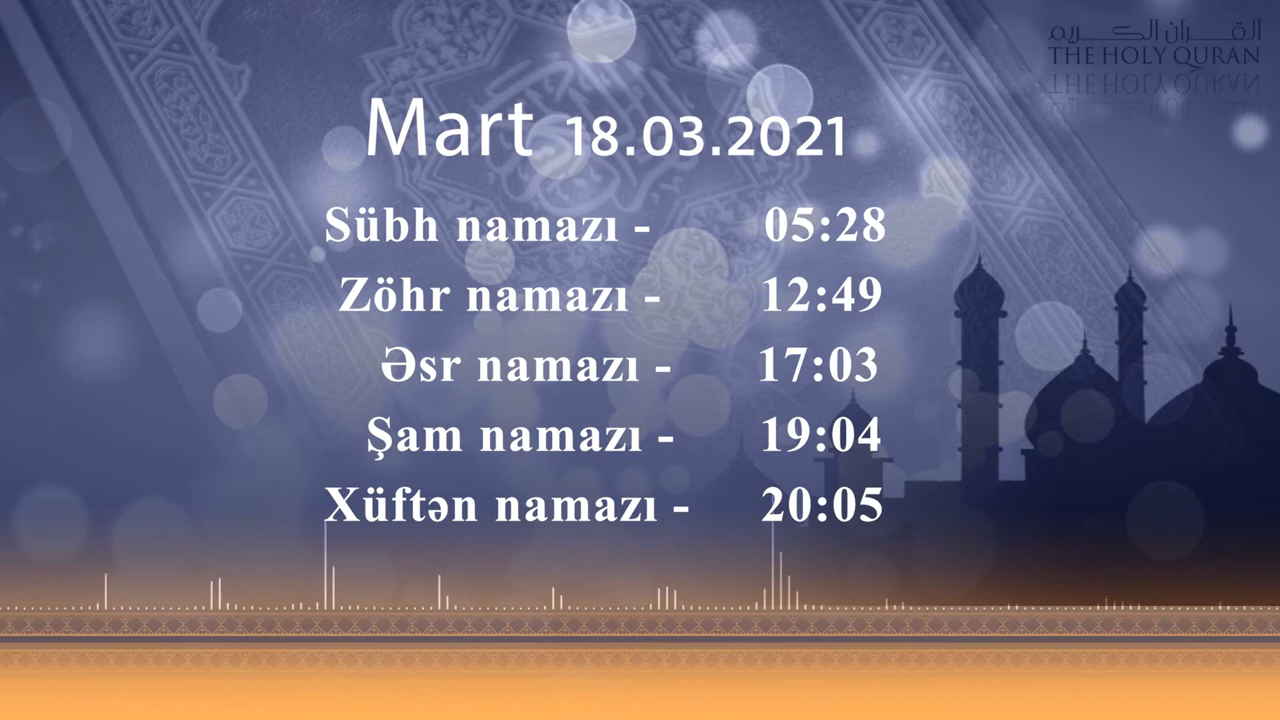 القرآن الكريم
THE HOLY QURAN
Mart 18.03.2021
Sübh namazı - 05:28
Zöhr namazı - 12:49
Əsr namazı - 17:03
Şam namazı - 19:04
Xüftən namazı - 20:05